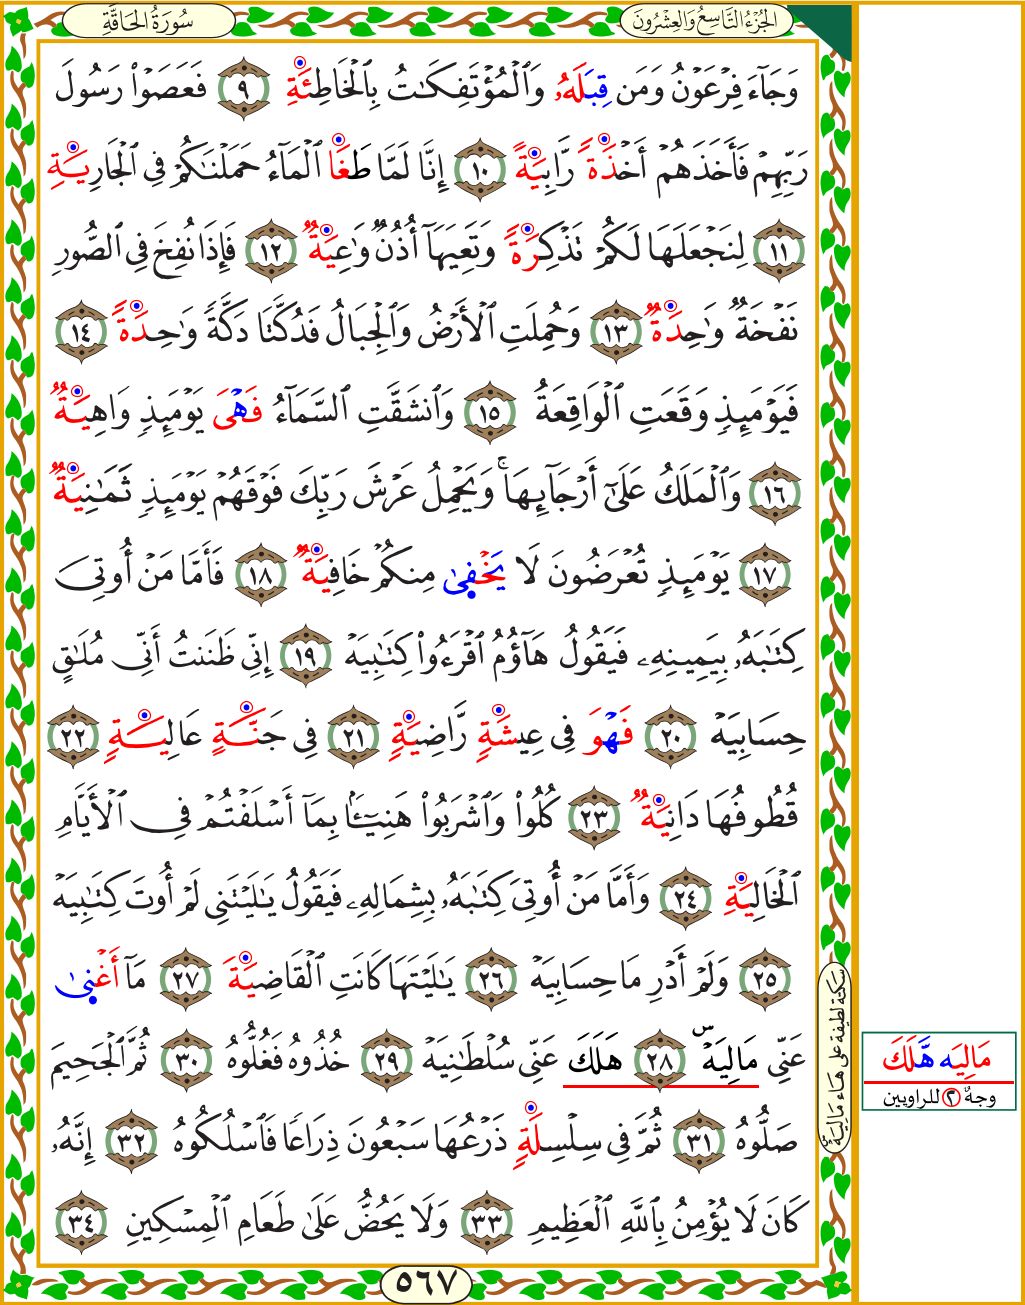 الجُزْءُ التَّاسِعُ وَالعِشْرُونَ
سُورَةُ الحَاقَّةِ
وَجَآءَ فِرۡعَوۡنُ وَمَن قِبَلَهُۥ وَٱلۡمُؤۡتَفِكَٰتُ بِٱلۡخَاطِئَةِ ٩ فَعَصَوۡاْ رَسُولَ
رَبِّهِمۡ فَأَخَذَهُمۡ أَخۡذَةٗ رَّابِيَةً ١٠ إِنَّا لَمَّا طَغَا ٱلۡمَآءُ حَمَلۡنَٰكُمۡ فِي ٱلۡجَارِيَةِ
١١ لِنَجۡعَلَهَا لَكُمۡ تَذۡكِرَةٗ وَتَعِيَهَآ أُذُنٞ وَٰعِيَةٞ ١٢ فَإِذَا نُفِخَ فِي ٱلصُّورِ
نَفۡخَةٞ وَٰحِدَةٞ ١٣ وَحُمِلَتِ ٱلۡأَرۡضُ وَٱلۡجِبَالُ فَدُكَّتَا دَكَّةٗ وَٰحِدَةٗ ١٤
فَيَوۡمَئِذٖ وَقَعَتِ ٱلۡوَاقِعَةُ ١٥ وَٱنشَقَّتِ ٱلسَّمَآءُ فَهۡيَ يَوۡمَئِذٖ وَاهِيَةٞ
١٦ وَٱلۡمَلَكُ عَلَىٰٓ أَرۡجَآئِهَاۚ وَيَحۡمِلُ عَرۡشَ رَبِّكَ فَوۡقَهُمۡ يَوۡمَئِذٖ ثَمَٰنِيَةٞ
١٧ يَوۡمَئِذٖ تُعۡرَضُونَ لَا يَخۡفىٰ مِنكُمۡ خَافِيَةٞ ١٨ فَأَمَّا مَنۡ أُوتِيَ
كِتَٰبَهُۥ بِيَمِينِهِۦ فَيَقُولُ هَآؤُمُ ٱقۡرَءُواْ كِتَٰبِيَهۡ ١٩ إِنِّي ظَنَنتُ أَنِّي مُلَٰقٍ
حِسَابِيَهۡ ٢٠ فَهۡوَ فِي عِيشَةٖ رَّاضِيَةٖ ٢١ فِي جَنَّةٍ عَالِيَةٖ ٢٢
قُطُوفُهَا دَانِيَةٞ ٢٣ كُلُواْ وَٱشۡرَبُواْ هَنِيٓـَٔۢا بِمَآ أَسۡلَفۡتُمۡ فِي ٱلۡأَيَّامِ
ٱلۡخَالِيَةِ ٢٤ وَأَمَّا مَنۡ أُوتِيَ كِتَٰبَهُۥ بِشِمَالِهِۦ فَيَقُولُ يَٰلَيۡتَنِي لَمۡ أُوتَ كِتَٰبِيَهۡ
٢٥ وَلَمۡ أَدۡرِ مَا حِسَابِيَهۡ ٢٦ يَٰلَيۡتَهَا كَانَتِ ٱلۡقَاضِيَةَ ٢٧ مَآ أَغۡنىٰ
عَنِّي مَالِيَهۡۜ ٢٨ هَلَكَ عَنِّي سُلۡطَٰنِيَهۡ ٢٩ خُذُوهُ فَغُلُّوهُ ٣٠ ثُمَّ ٱلۡجَحِيمَ
صَلُّوهُ ٣١ ثُمَّ فِي سِلۡسِلَةٖ ذَرۡعُهَا سَبۡعُونَ ذِرَاعٗا فَٱسۡلُكُوهُ ٣٢ إِنَّهُۥ
كَانَ لَا يُؤۡمِنُ بِٱللَّهِ ٱلۡعَظِيمِ ٣٣ وَلَا يَحُضُّ عَلَىٰ طَعَامِ ٱلۡمِسۡكِينِ ٣٤
سكتة لطيفة على هاء مَالِيَهۡۜ
مَالِيَه هَّلَكَ
وجهٌ ٢ للراويين
٥٦٧